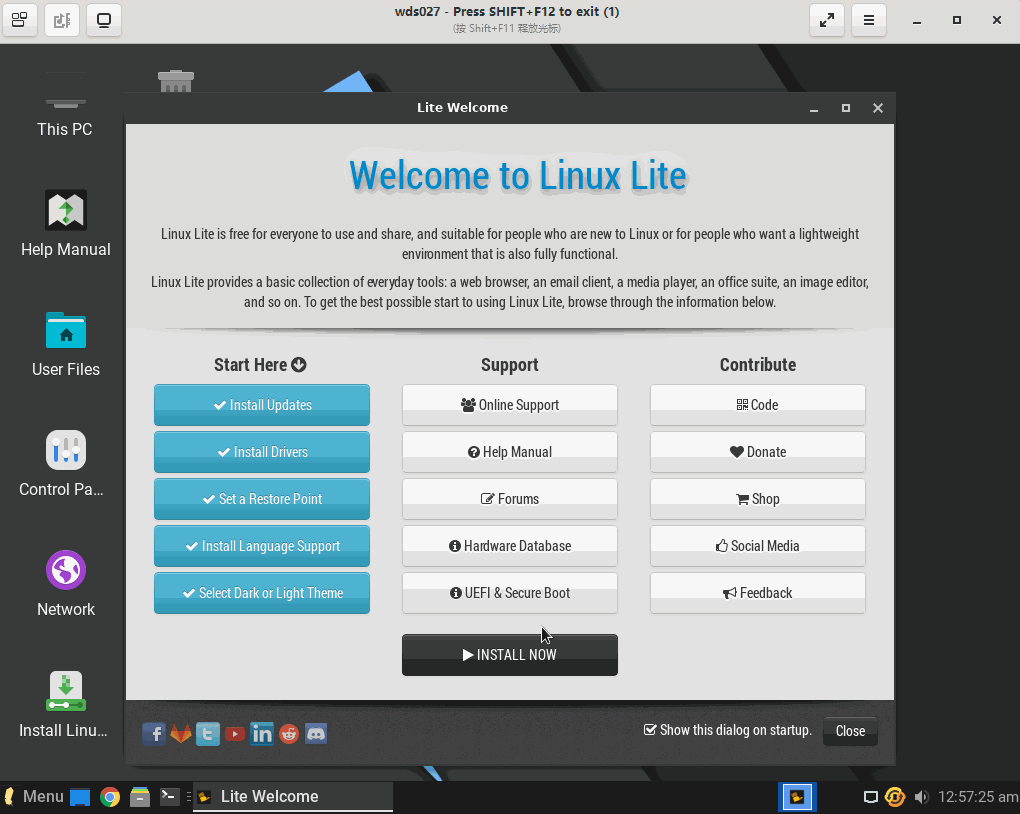 wds027 - Press SHIFT+F12 to exit (1)
(按 Shift+F11 释放光标)
This PC
Help Manual
User Files
Control Pa...
Network
Install Linu...
Lite Welcome
Welcome to Linux Lite
Linux Lite is free for everyone to use and share, and suitable for people who are new to Linux or for people who want a lightweight
environment that is also fully functional.
Linux Lite provides a basic collection of everyday tools: a web browser, an email client, a media player, an office suite, an image editor,
and so on. To get the best possible start to using Linux Lite, browse through the information below.
Start Here
Install Updates
Install Drivers
Set a Restore Point
Install Language Support
Select Dark or Light Theme
Support
Online Support
Help Manual
Forums
Hardware Database
UEFI & Secure Boot
Contribute
Code
Donate
Shop
Social Media
Feedback
INSTALL NOW
Show this dialog on startup.
Close
Menu
Lite Welcome
12:57:25 am